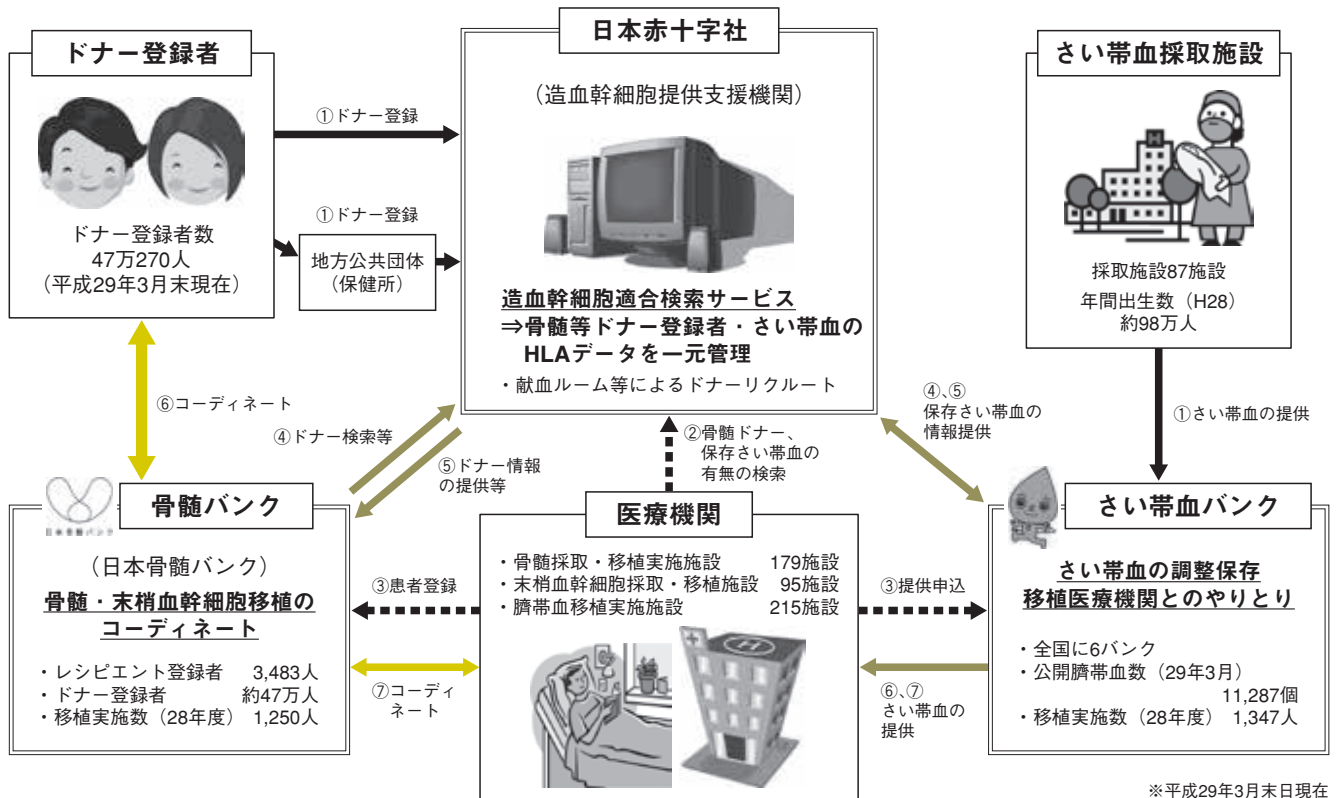 ドナー登録者
ドナー登録者数
47万270人
（平成29年3月末現在）
①ドナー登録
①ドナー登録
地方公共団体
（保健所）
日本赤十字社
（造血幹細胞提供支援機関）
造血幹細胞適合検索サービス
⇒骨髄等ドナー登録者・さい帯血の
HLAデータを一元管理
・献血ルーム等によるドナーリクルート
さい帯血採取施設
H
採取施設87施設
年間出生数（H28）
約98万人
①さい帯血の提供
⑥コーディネート
④ドナー検索等
⑤ドナー情報
の提供等
②骨髄ドナー、
保存さい帯血の
有無の検索
④、⑤
保存さい帯血の
情報提供
日本骨髄バンク
骨髄バンク
（日本骨髄バンク）
骨髄・末梢血幹細胞移植の
コーディネート
・レシピエント登録者 3,483人
・ドナー登録者 約47万人
・移植実施数（28年度） 1,250人
③患者登録
⑦コーディ
ネート
医療機関
・骨髄採取・移植実施施設 179施設
・末梢血幹細胞採取・移植施設 95施設
・臍帯血移植実施施設 215施設
H
③提供申込
⑥、⑦
さい帯血の
提供
さい帯血バンク
さい帯血の調整保存
移植医療機関とのやりとり
・全国に6バンク
・公開臍帯血数（29年3月）
11,287個
・移植実施数（28年度） 1,347人
※平成29年3月末日現在